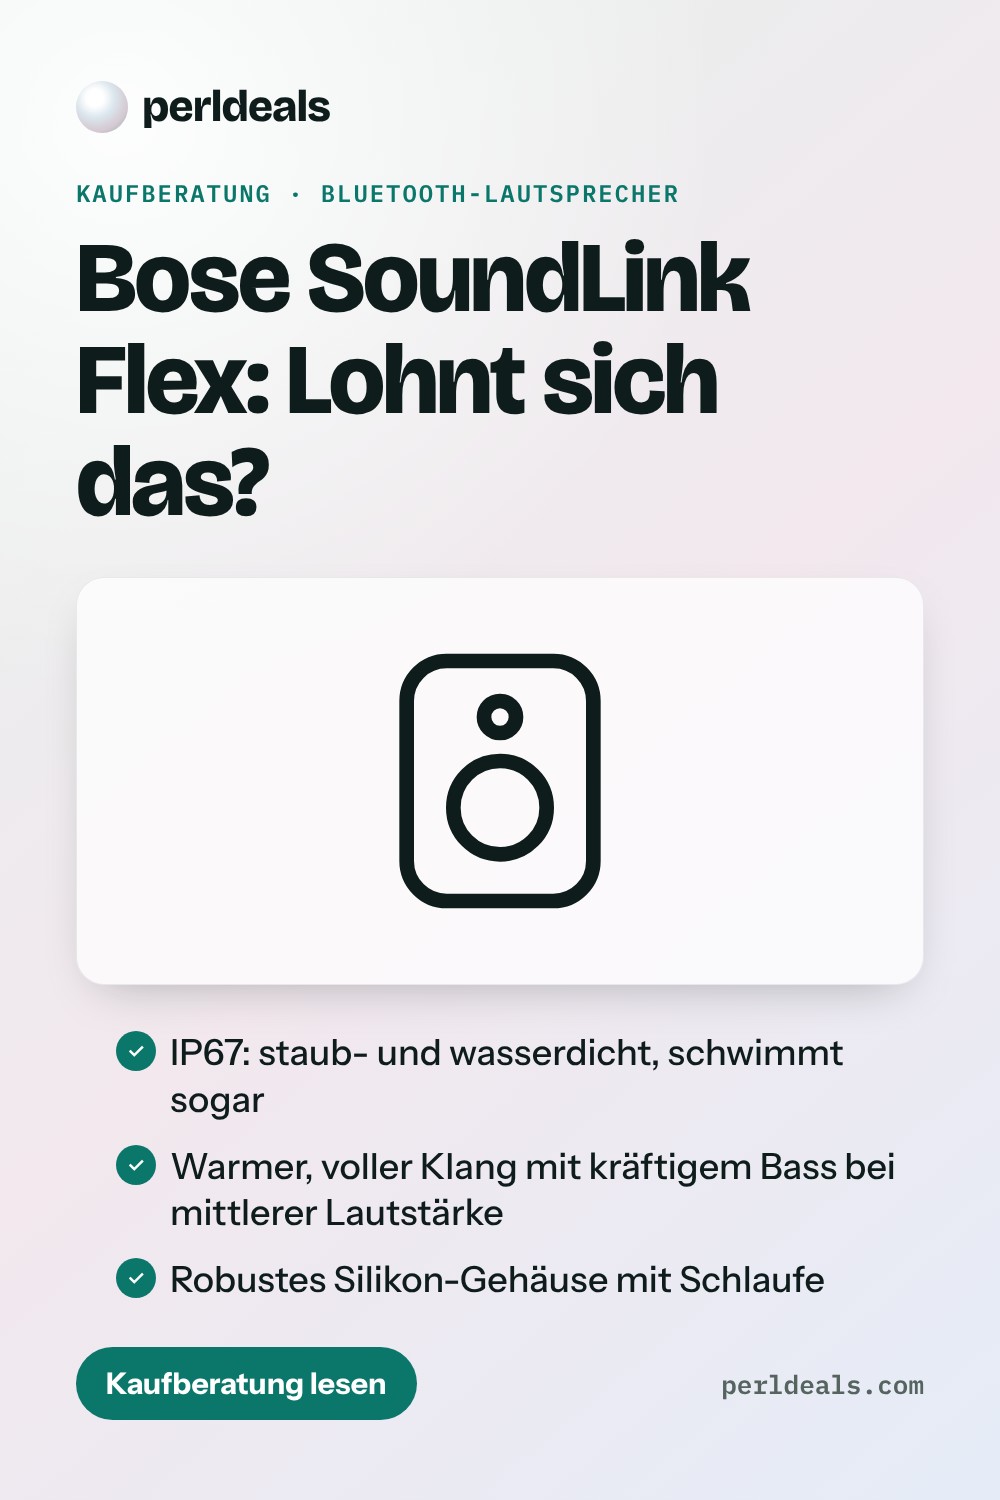 perldeals
KAUFBERATUNG · BLUETOOTH-LAUTSPRECHER
Bose SoundLink
Flex: Lohnt sich
das?
IP67: staub- und wasserdicht, schwimmt
sogar
Warmer, voller Klang mit kräftigem Bass bei
mittlerer Lautstärke
Robustes Silikon-Gehäuse mit Schlaufe
Kaufberatung lesen
perldeals.com